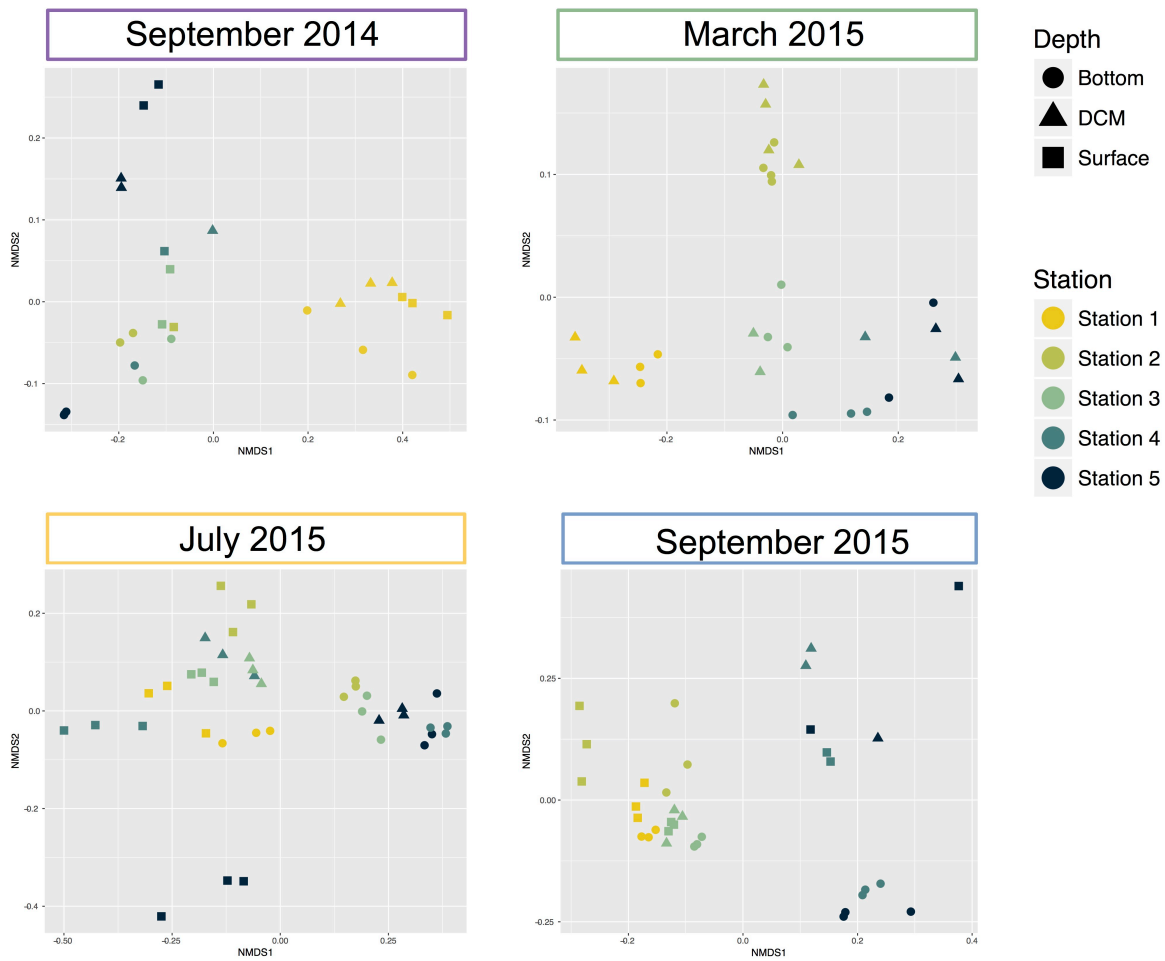 September 2014
NMDS2
0.2
0.1
0.0
-0.1
-0.2
0.0
0.2
0.4
NMDS1
March 2015
NMDS2
0.1
0.0
-0.1
-0.2
0.0
0.2
NMDS1
Depth
Bottom
DCM
Surface
Station
Station 1
Station 2
Station 3
Station 4
Station 5
July 2015
NMDS2
0.2
0.0
-0.2
-0.4
-0.50
-0.25
0.00
0.25
NMDS1
September 2015
NMDS2
0.25
0.00
-0.25
-0.2
0.0
0.2
0.4
NMDS1